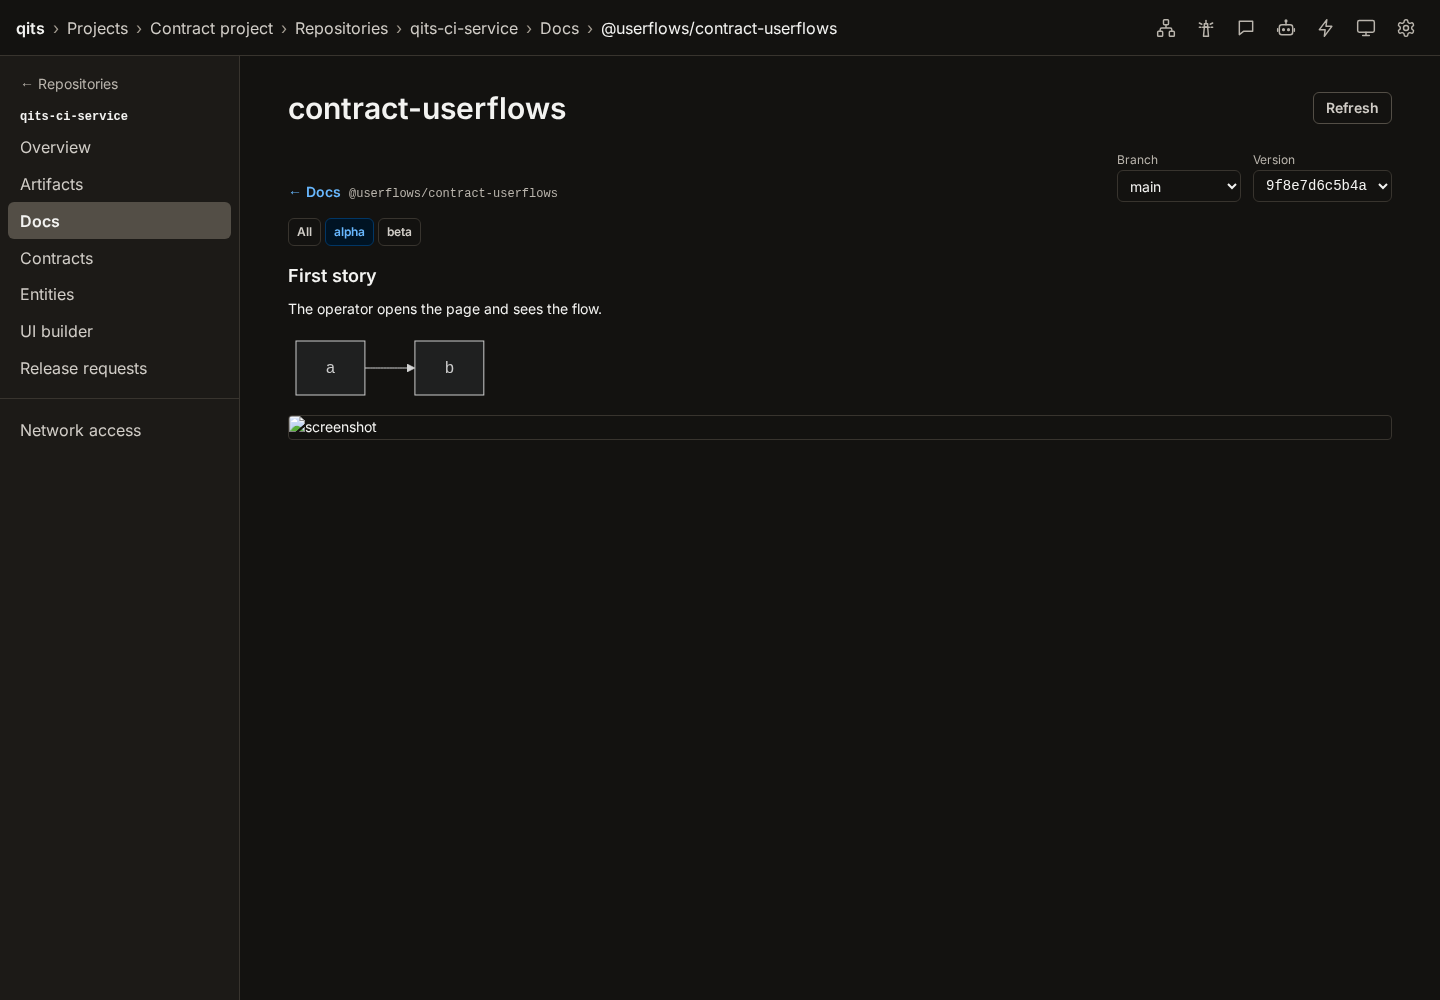 qits › Projects › Contract project › Repositories › qits-ci-service › Docs › @userflows/contract-userflows
← Repositories
qits-ci-service
Overview
Artifacts
Docs
Contracts
Entities
UI builder
Release requests
Network access
contract-userflows
Refresh
Branch
Version
← Docs @userflows/contract-userflows
main
9f8e7d6c5b4a
All
alpha
beta
First story
The operator opens the page and sees the flow.
a
b
screenshot